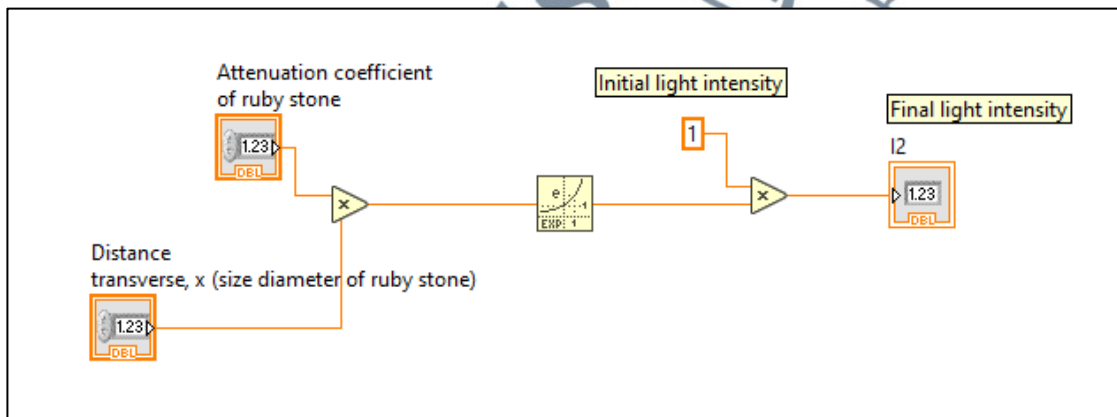 Attenuation coefficient
of ruby stone
1.23
DBL
Initial light intensity
1
Final light intensity
I2
1.23
DBL
x
e
EXP 1
x
Distance
transverse, x (size diameter of ruby stone)
1.23
DBL